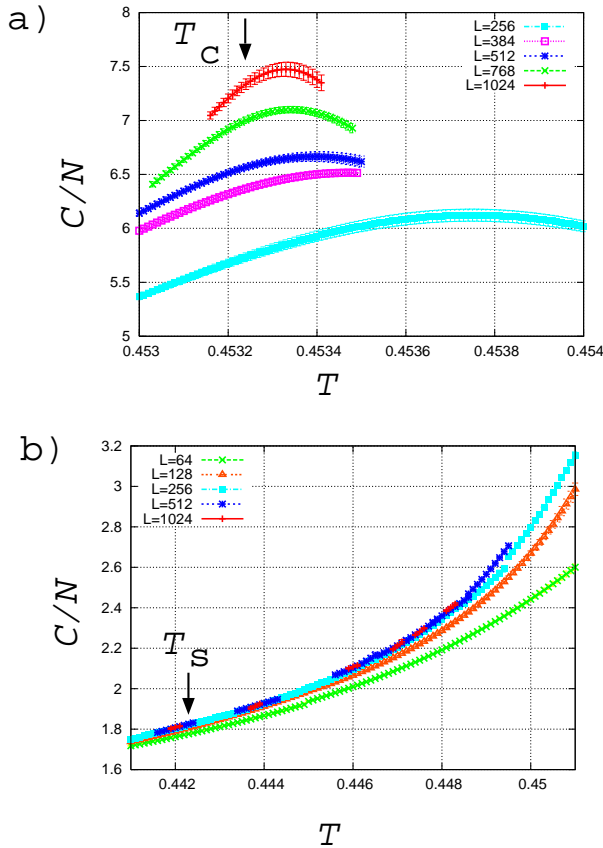 a)
8
7.5
7
6.5
6
5.5
5
C/N
T_C
L=256
L=384
L=512
L=768
L=1024
0.453 0.4532 0.4534 0.4536 0.4538 0.454
T
b)
3.2
3
2.8
2.6
2.4
2.2
2
1.8
1.6
C/N
L=64
L=128
L=256
L=512
L=1024
T_S
0.442 0.444 0.446 0.448 0.45
T